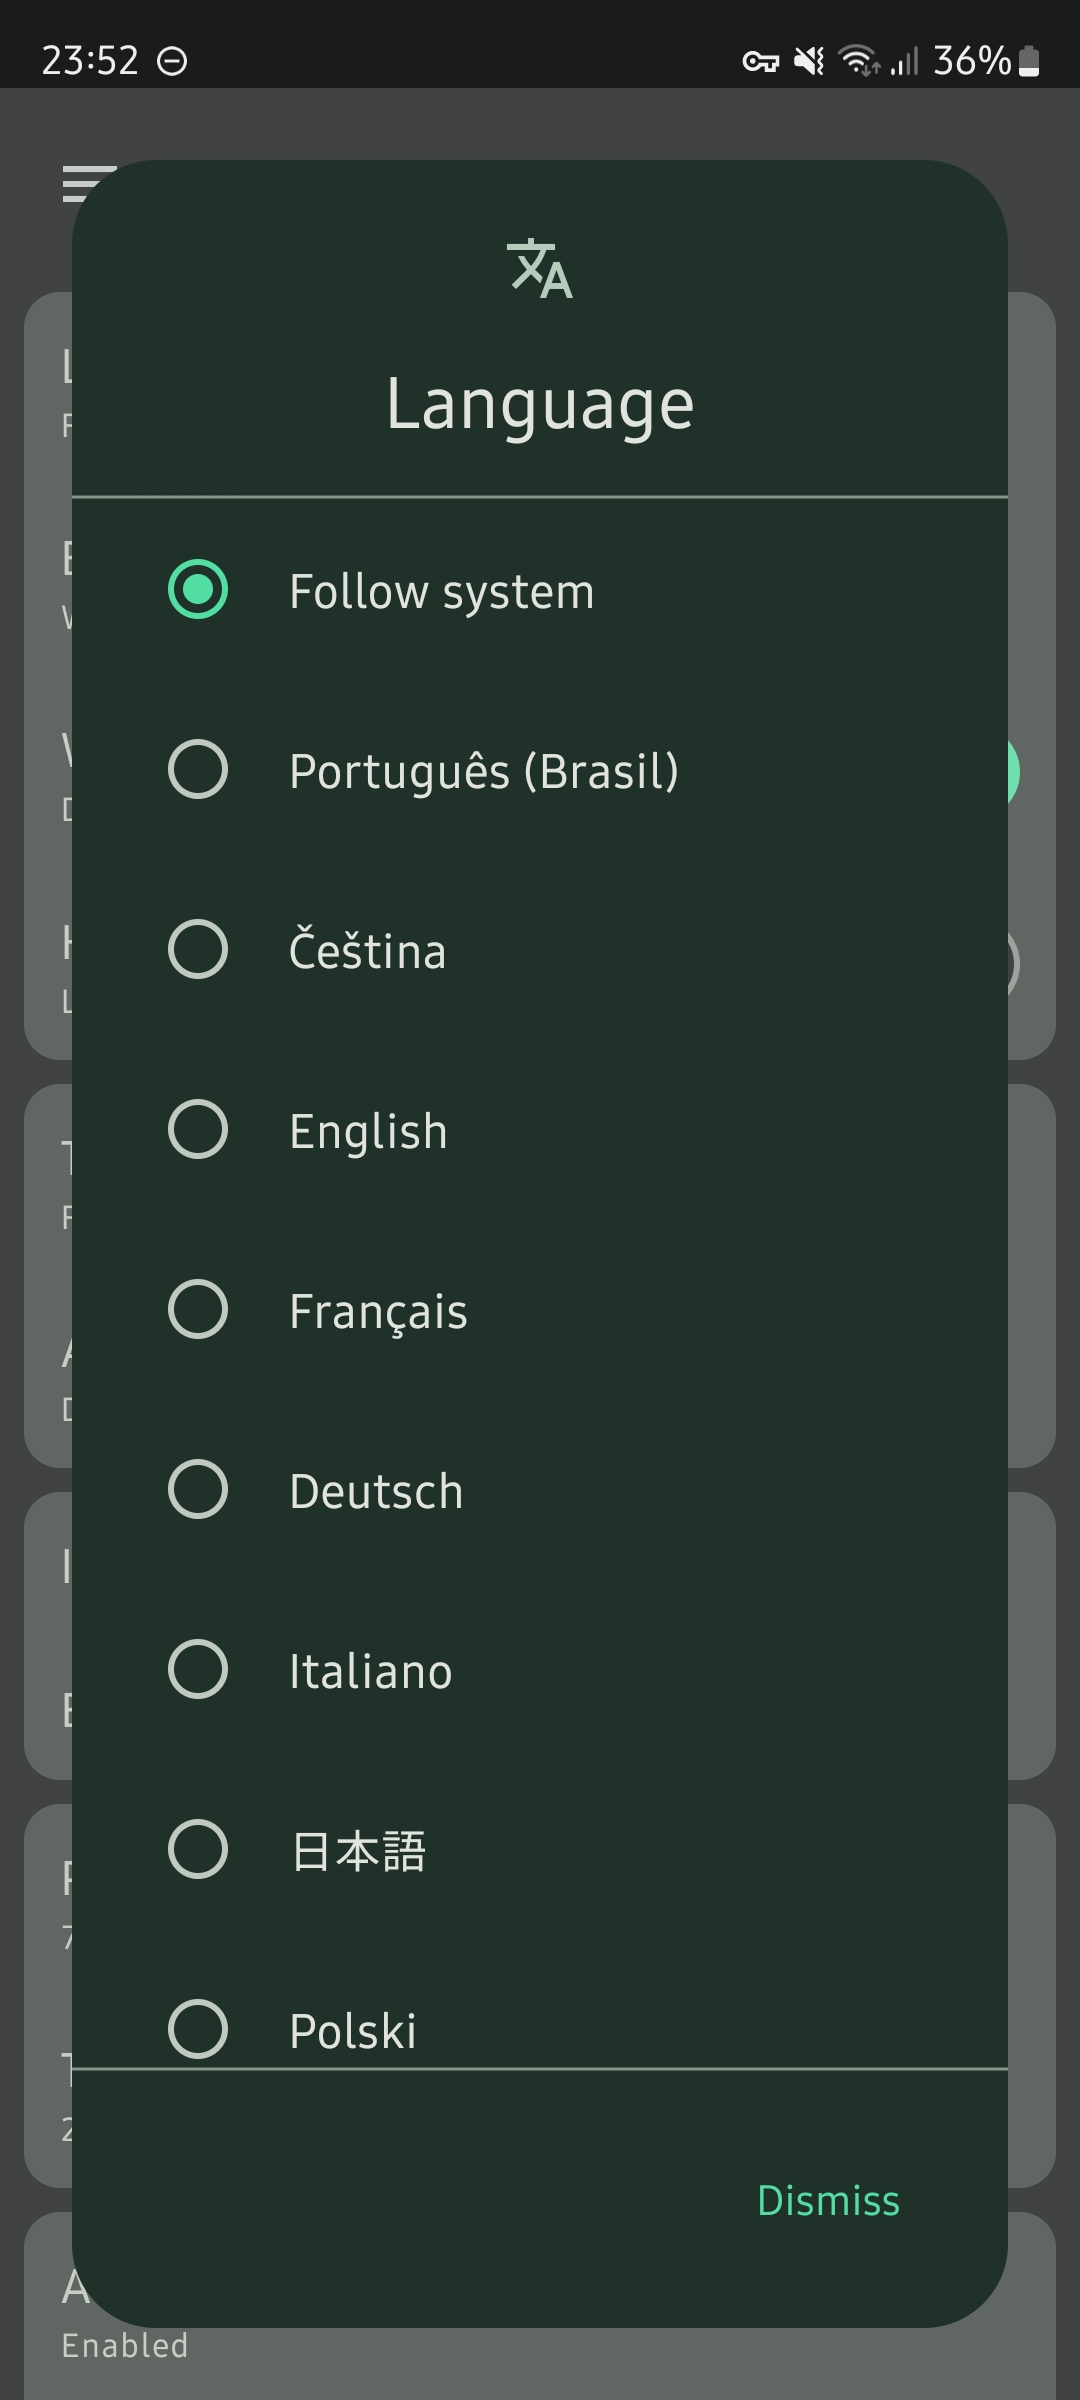 23:52
36%
Language
Follow system
Português (Brasil)
Čeština
English
Français
Deutsch
Italiano
日本語
Polski
Dismiss
Enabled